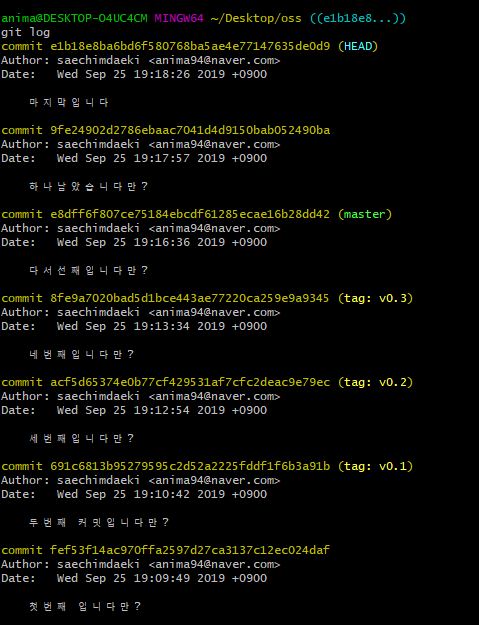 anima@DESKTOP-O4UC4CM MINGW64 ~/Desktop/oss ((e1b18e8...))
git log
commit e1b18e8ba6bd6f580768ba5ae4e77147635de0d9 (HEAD)
Author: saechimdaeki <anima94@naver.com>
Date:   Wed Sep 25 19:18:26 2019 +0900
마지막입니다
commit 9fe24902d2786ebaac7041d4d9150bab052490ba
Author: saechimdaeki <anima94@naver.com>
Date:   Wed Sep 25 19:17:57 2019 +0900
하나남았습니다만?
commit e8dff6f807ce75184ebcdf61285ecae16b28dd42 (master)
Author: saechimdaeki <anima94@naver.com>
Date:   Wed Sep 25 19:16:36 2019 +0900
다서선째입니다만?
commit 8fe9a7020bad5d1bce443ae77220ca259e9a9345 (tag: v0.3)
Author: saechimdaeki <anima94@naver.com>
Date:   Wed Sep 25 19:13:34 2019 +0900
네번째입니다만?
commit acf5d65374e0b77cf429531af7cfc2deac9e79ec (tag: v0.2)
Author: saechimdaeki <anima94@naver.com>
Date:   Wed Sep 25 19:12:54 2019 +0900
세번째입니다만?
commit 691c6813b95279595c2d52a2225fddf1f6b3a91b (tag: v0.1)
Author: saechimdaeki <anima94@naver.com>
Date:   Wed Sep 25 19:10:42 2019 +0900
두번째 커밋입니다만?
commit fef53f14ac970ffa2597d27ca3137c12ec024daf
Author: saechimdaeki <anima94@naver.com>
Date:   Wed Sep 25 19:09:49 2019 +0900
첫번째 입니다만?